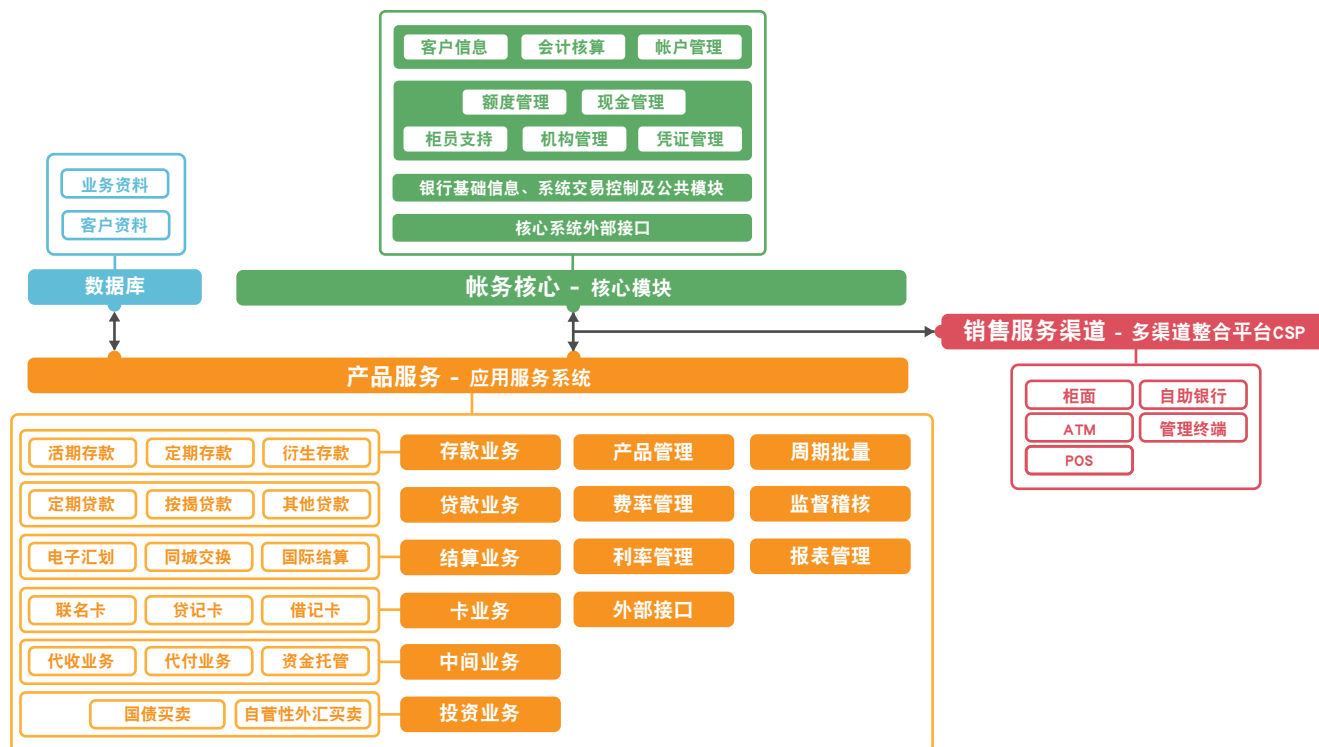 客户信息 会计核算 帐户管理
额度管理 现金管理
柜员支持 机构管理 凭证管理
银行基础信息、系统交易控制及公共模块
核心系统外部接口
帐务核心 - 核心模块
业务资料
客户资料
数据库
销售服务渠道 - 多渠道整合平台CSP
柜面 自助银行
ATM 管理终端
POS
产品服务 - 应用服务系统
活期存款 定期存款 衍生存款 存款业务 产品管理 周期批量
定期贷款 按揭贷款 其他贷款 贷款业务 费率管理 监督稽核
电子汇划 同城交换 国际结算 结算业务 利率管理 报表管理
联名卡 贷记卡 借记卡 卡业务 外部接口
代收业务 代付业务 资金托管 中间业务
国债买卖 自营性外汇买卖 投资业务